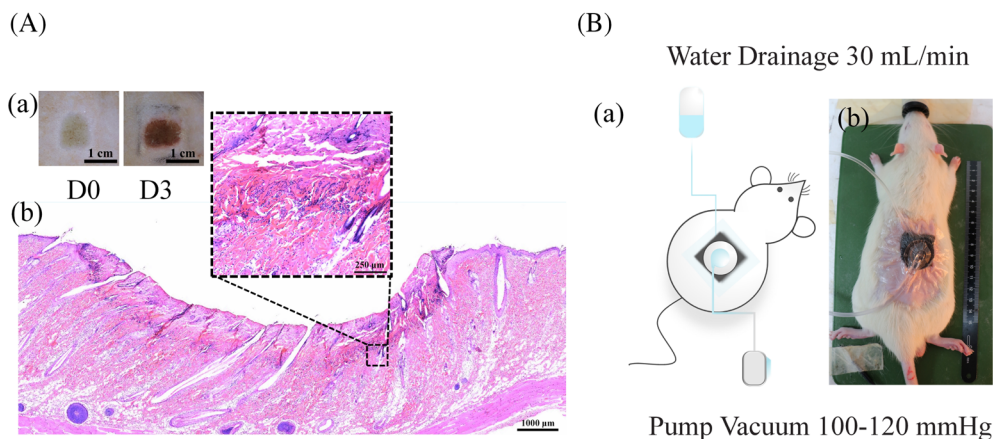 (A)
(B)
Water Drainage 30 mL/min
(a)
1 cm
1 cm
D0
D3
(b)
250 μm
1000 μm
(a)
(b)
Pump Vacuum 100-120 mmHg